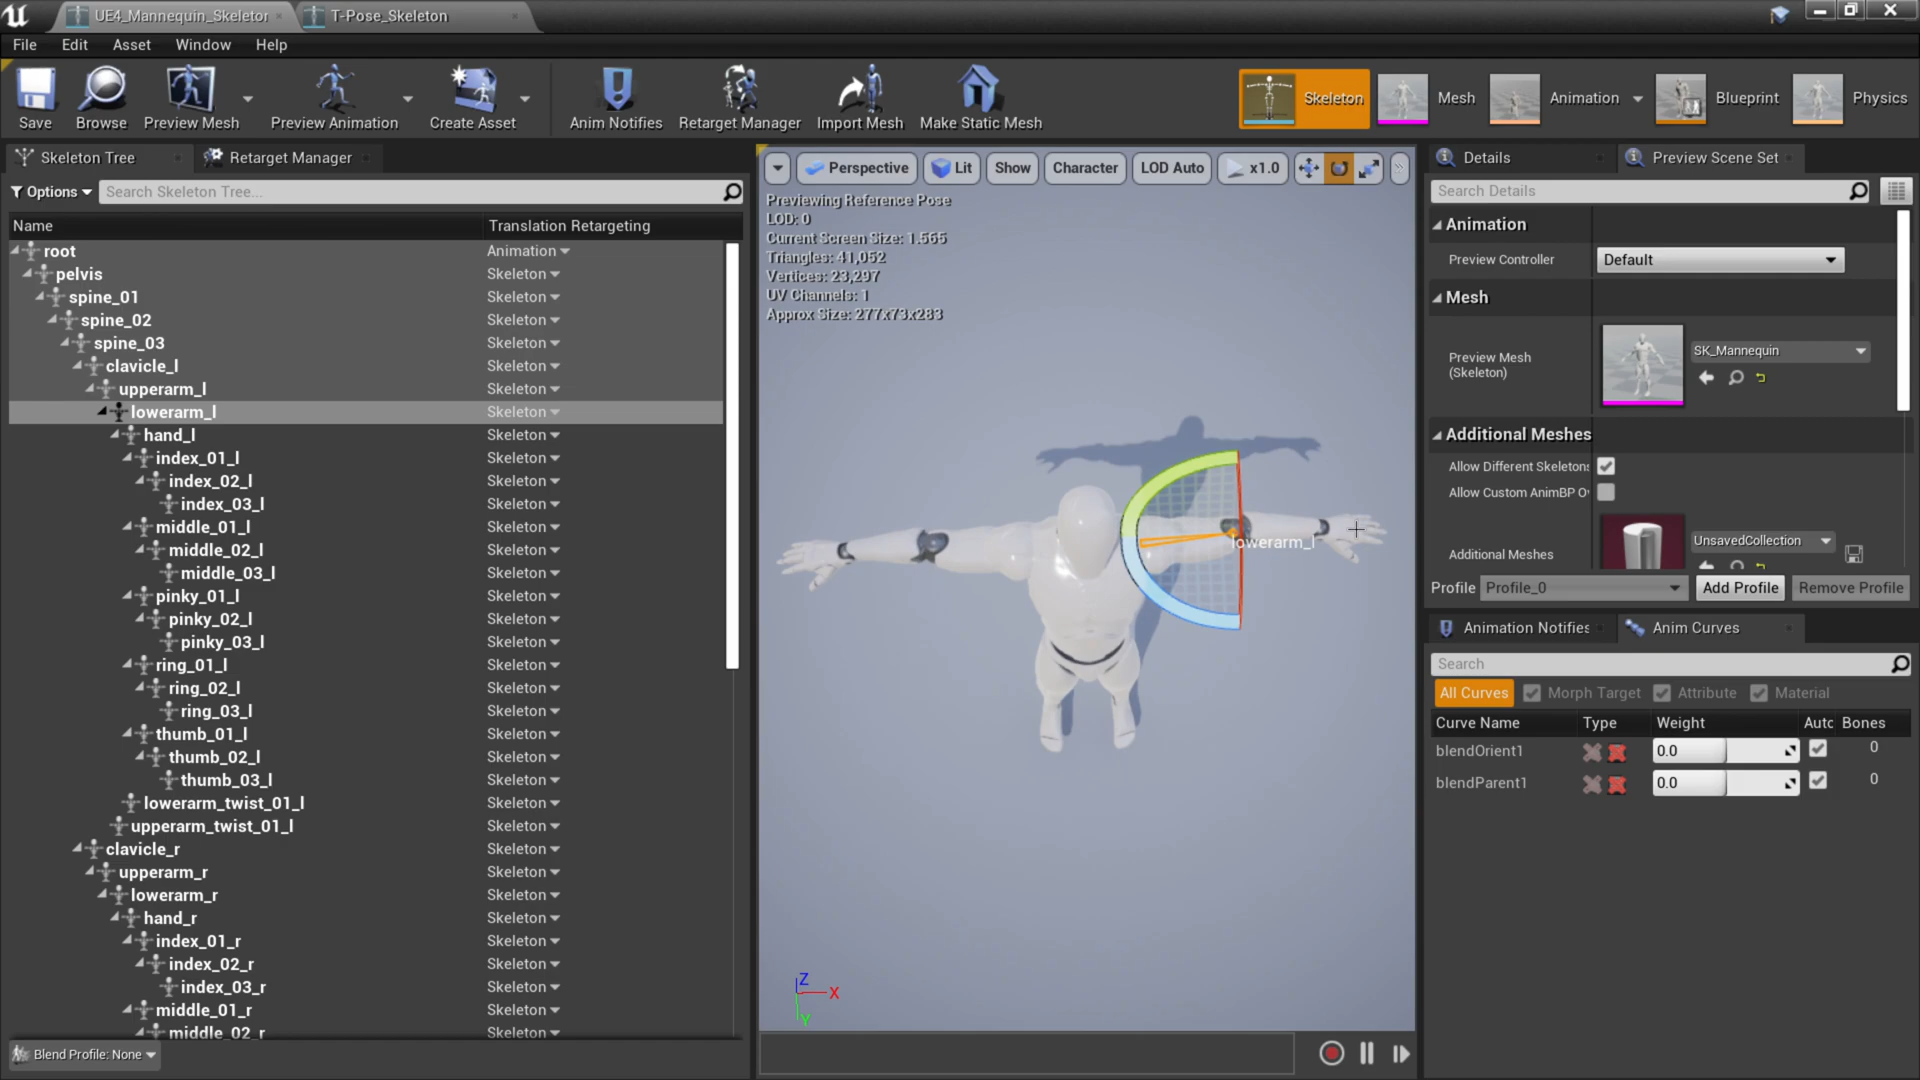 UE4_Mannequin_Skeletor
T-Pose_Skeleton
File Edit Asset Window Help
Save
Browse
Preview Mesh
Preview Animation
Create Asset
Anim Notifies
Retarget Manager
Import Mesh
Make Static Mesh
Skeleton
Mesh
Animation
Blueprint
Physics
Skeleton Tree
Retarget Manager
Options
Search Skeleton Tree...
Name Translation Retargeting
root Animation
pelvis Skeleton
spine_01 Skeleton
spine_02 Skeleton
spine_03 Skeleton
clavicle_l Skeleton
upperarm_l Skeleton
lowerarm_l Skeleton
hand_l Skeleton
index_01_l Skeleton
index_02_l Skeleton
index_03_l Skeleton
middle_01_l Skeleton
middle_02_l Skeleton
middle_03_l Skeleton
pinky_01_l Skeleton
pinky_02_l Skeleton
pinky_03_l Skeleton
ring_01_l Skeleton
ring_02_l Skeleton
ring_03_l Skeleton
thumb_01_l Skeleton
thumb_02_l Skeleton
thumb_03_l Skeleton
lowerarm_twist_01_l Skeleton
upperarm_twist_01_l Skeleton
clavicle_r Skeleton
upperarm_r Skeleton
lowerarm_r Skeleton
hand_r Skeleton
index_01_r Skeleton
index_02_r Skeleton
index_03_r Skeleton
middle_01_r Skeleton
middle_02_r Skeleton
Blend Profile: None
Perspective
Lit
Show
Character
LOD Auto
x1.0
Previewing Reference Pose
LOD: 0
Current Screen Size: 1.565
Triangles: 41,052
Vertices: 23,297
UV Channels: 1
Approx Size: 277x73x283
lowerarm_l
Z
X
Y
Details
Preview Scene Set
Search Details
Animation
Preview Controller Default
Mesh
Preview Mesh
(Skeleton)
SK_Mannequin
Additional Meshes
Allow Different Skeletons
Allow Custom AnimBP O
Additional Meshes
UnsavedCollection
Profile Profile_0 Add Profile Remove Profile
Animation Notifies
Anim Curves
Search
All Curves Morph Target Attribute Material
Curve Name Type Weight Autc Bones
blendOrient1 0.0 0
blendParent1 0.0 0